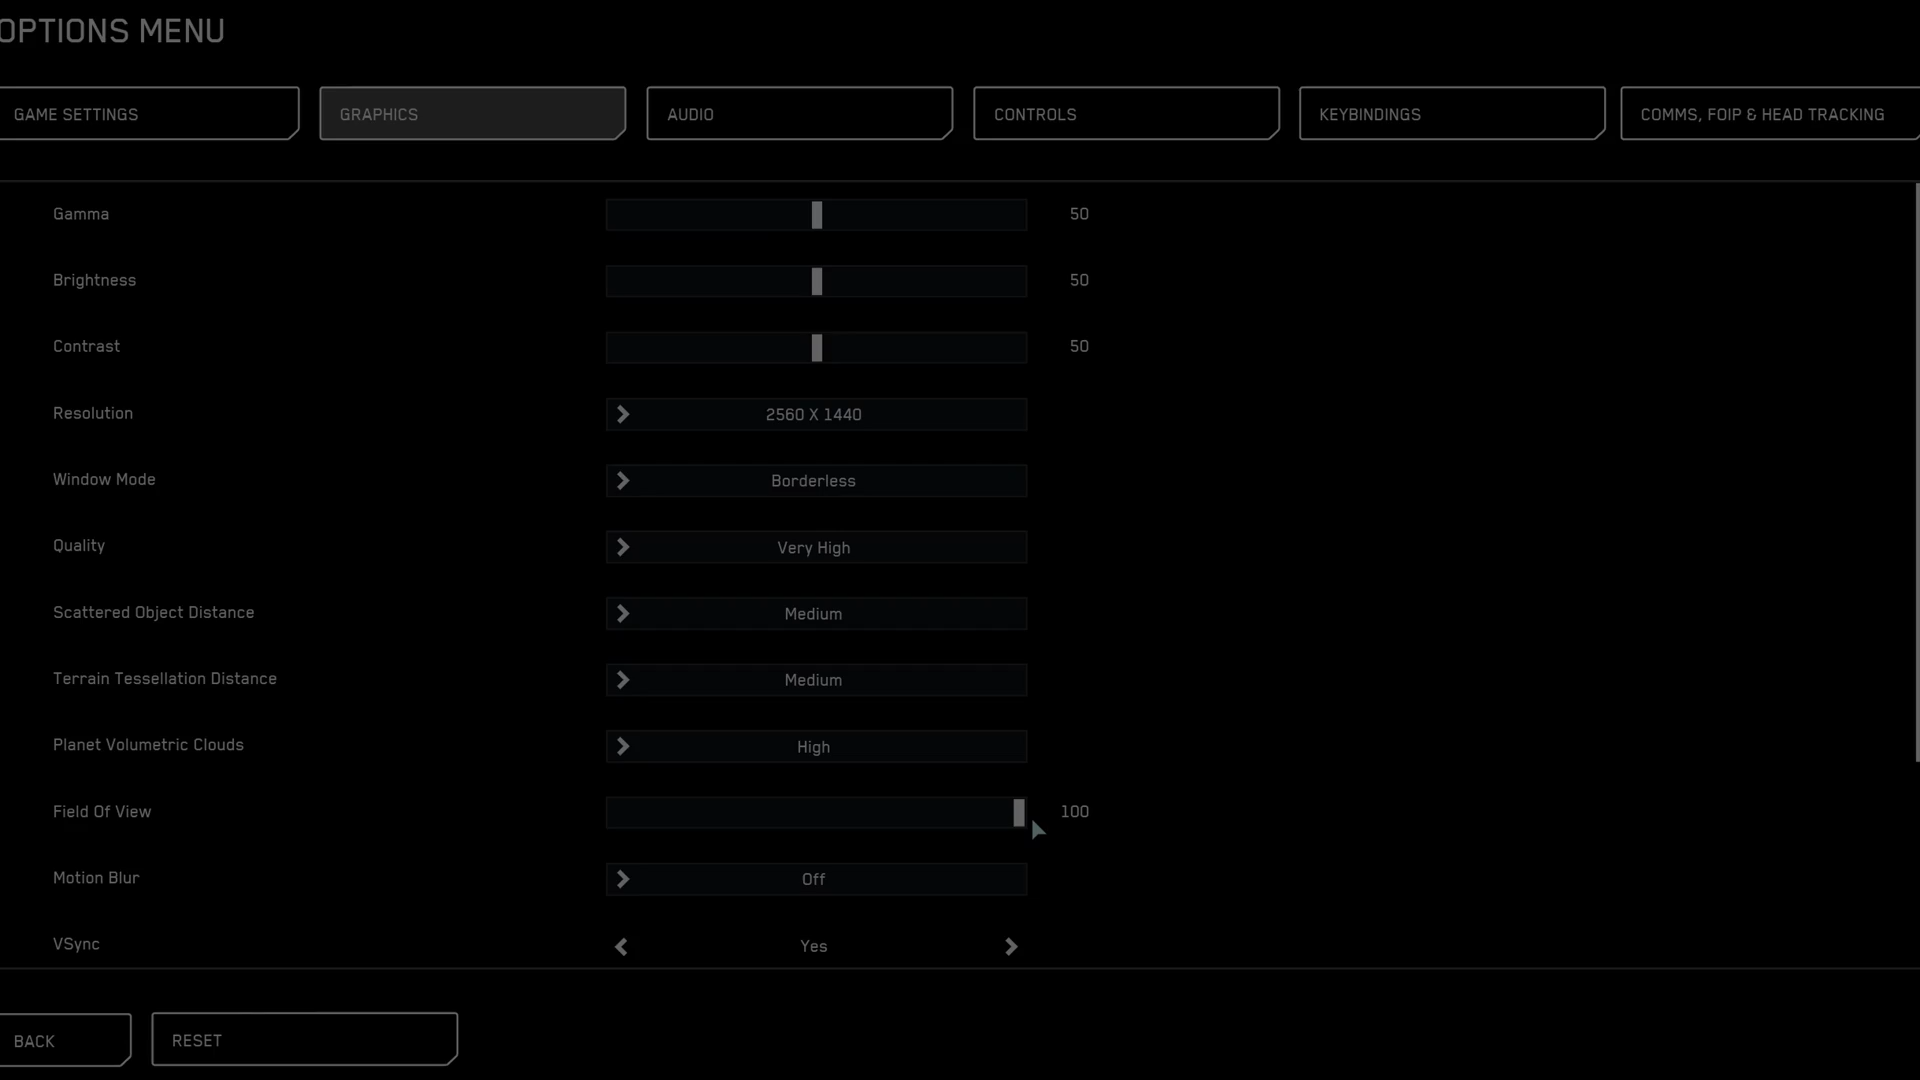 OPTIONS MENU
GAME SETTINGS
GRAPHICS
AUDIO
CONTROLS
KEYBINDINGS
COMMS, FOIP & HEAD TRACKING
Gamma 50
Brightness 50
Contrast 50
Resolution 2560 X 1440
Window Mode Borderless
Quality Very High
Scattered Object Distance Medium
Terrain Tessellation Distance Medium
Planet Volumetric Clouds High
Field Of View 100
Motion Blur Off
VSync Yes
BACK
RESET